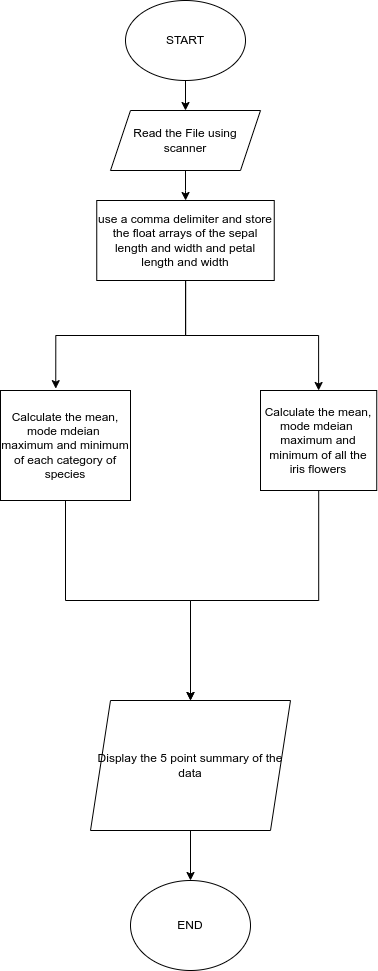 START
Read the File using
scanner
use a comma delimiter and store
the float arrays of the sepal
length and width and petal
length and width
Calculate the mean,
mode mdeian
maximum and minimum
of each category of
species
Calculate the mean,
mode mdeian
maximum and
minimum of all the
iris flowers
Display the 5 point summary of the
data
END